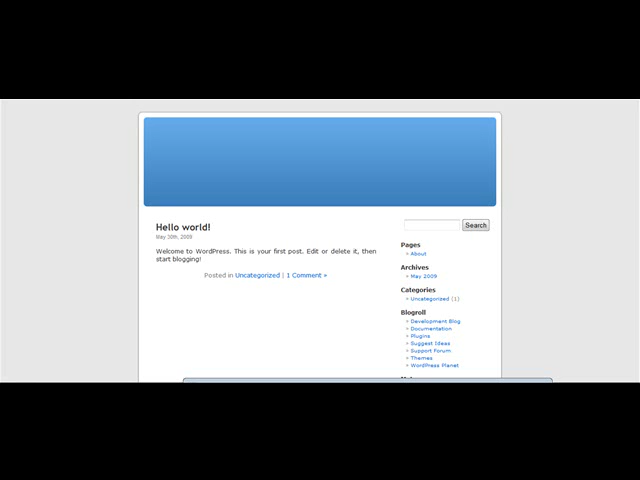 Hello world!
May 30th, 2009
Welcome to WordPress. This is your first post. Edit or delete it, then
start blogging!
Posted in Uncategorized | 1 Comment »
Search
Pages
» About
Archives
» May 2009
Categories
» Uncategorized (1)
Blogroll
» Development Blog
» Documentation
» Plugins
» Suggest Ideas
» Support Forum
» Themes
» WordPress Planet